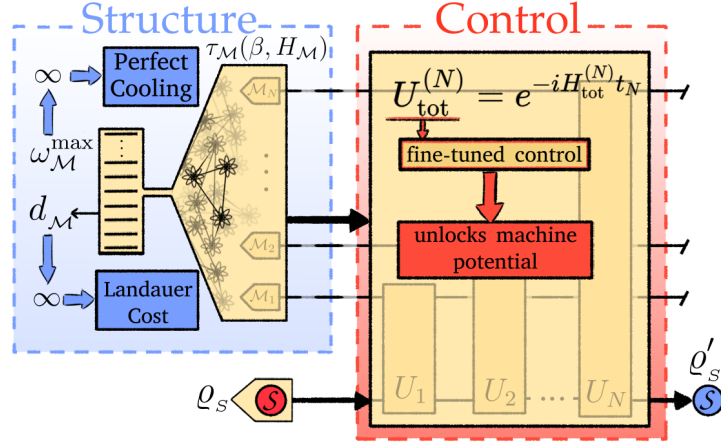 Structure
Control
∞
Perfect
Cooling
τ_ℳ(β, H_ℳ)
ω_ℳ^max
d_ℳ
∞
Landauer
Cost
ℳ_N
⋮
ℳ_2
ℳ_1
U_tot^(N) = e^{-iH_tot^(N) t_N}
fine-tuned control
unlocks machine
potential
U_1 U_2 .... U_N
ϱ_S
S
ϱ'_S
S